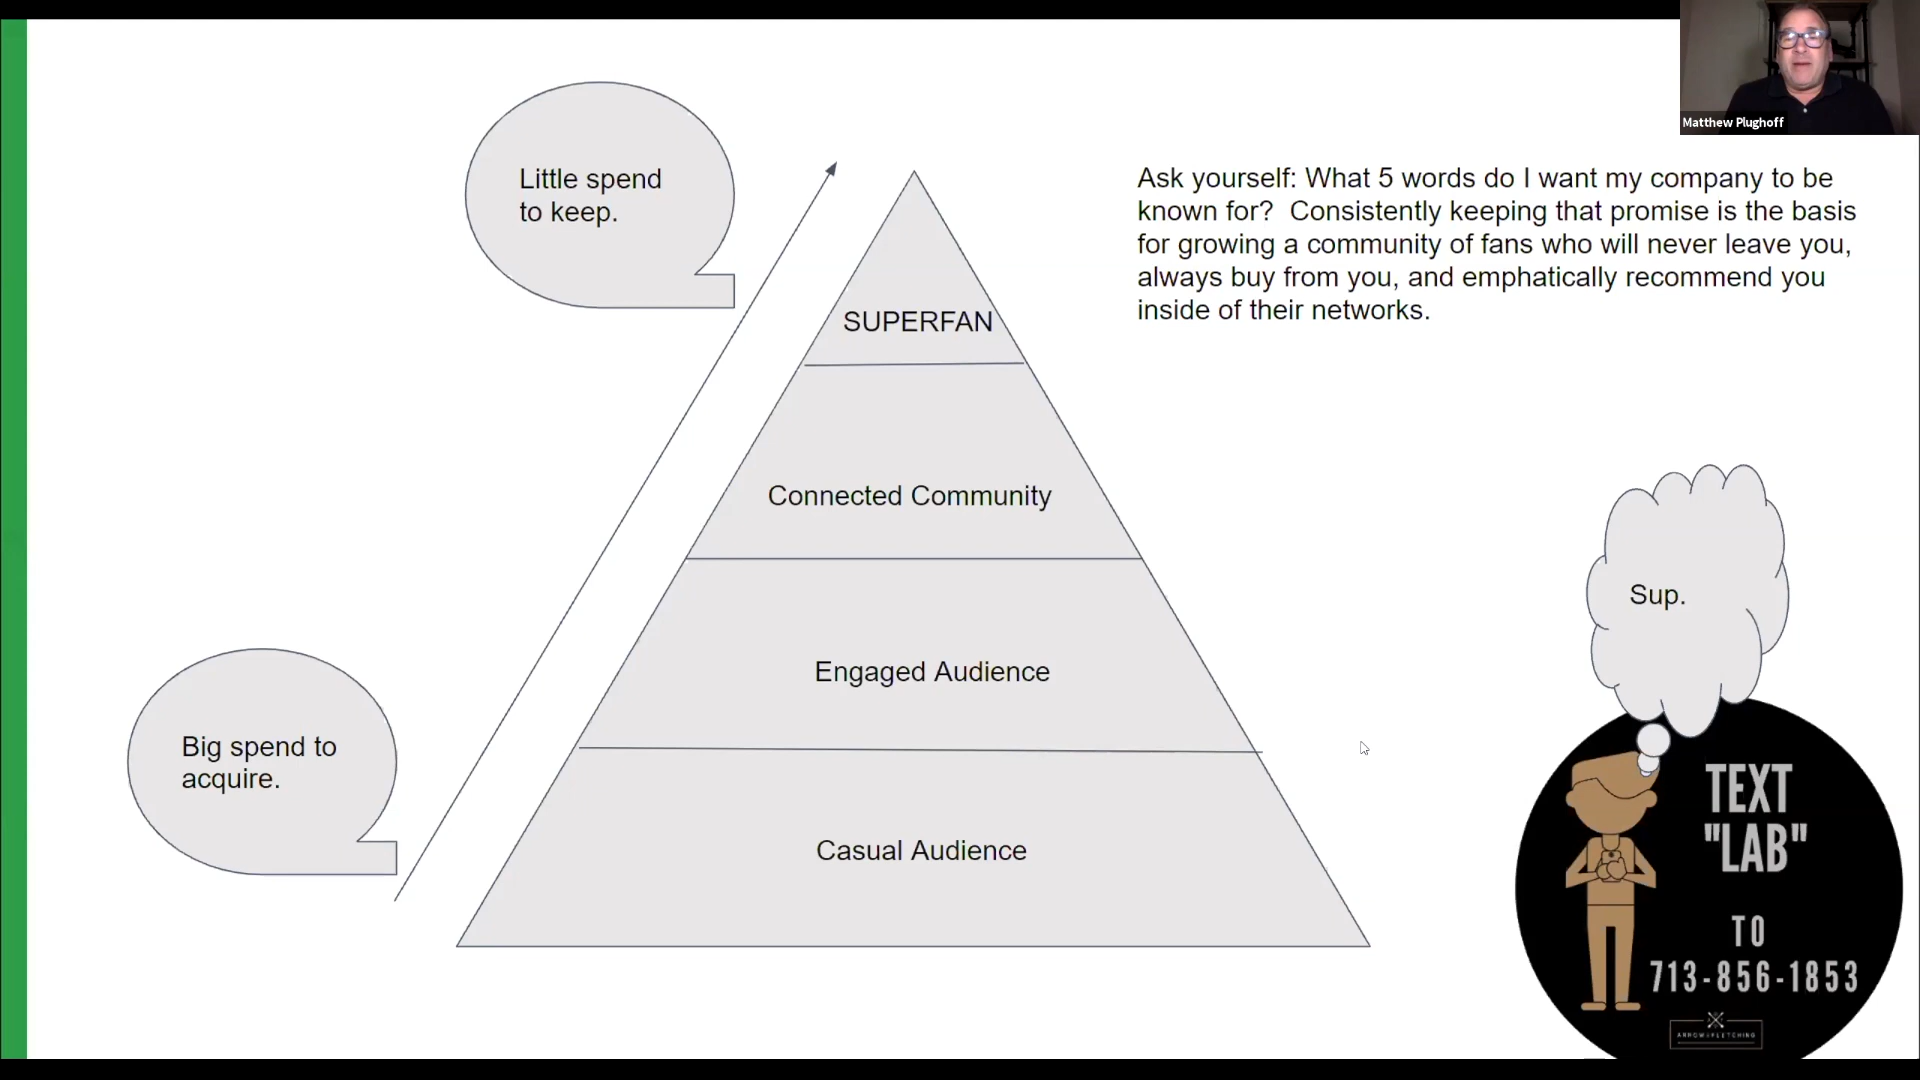 Matthew Plughoff
Little spend
to keep.
Ask yourself: What 5 words do I want my company to be
known for?  Consistently keeping that promise is the basis
for growing a community of fans who will never leave you,
always buy from you, and emphatically recommend you
inside of their networks.
SUPERFAN
Connected Community
Engaged Audience
Casual Audience
Big spend to
acquire.
Sup.
TEXT
"LAB"
TO
713-856-1853